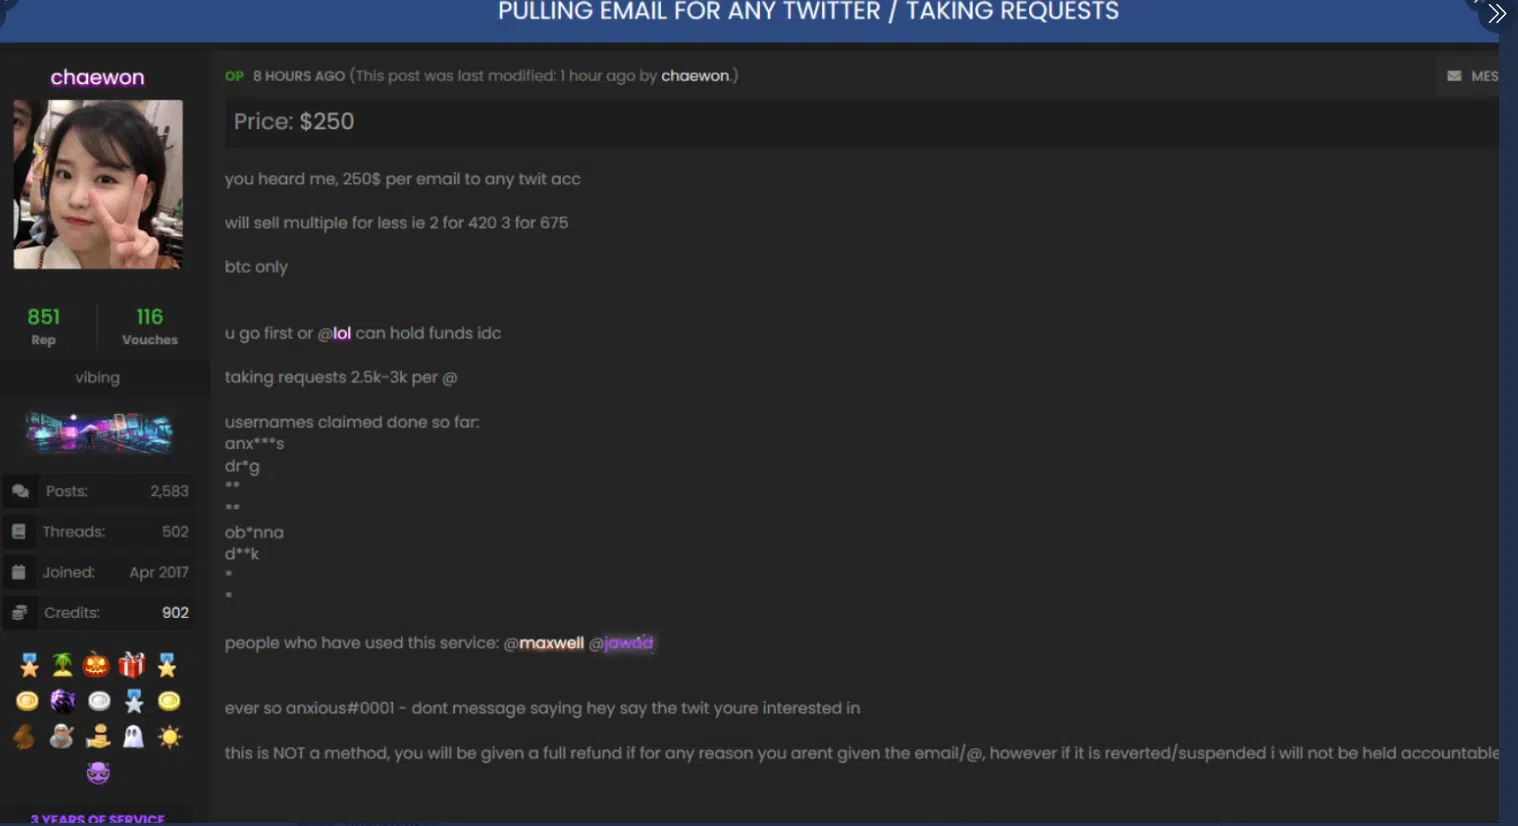 PULLING EMAIL FOR ANY TWITTER / TAKING REQUESTS
chaewon
OP 8 HOURS AGO (This post was last modified: 1 hour ago by chaewon.)
MES
Price: $250
you heard me, 250$ per email to any twit acc
will sell multiple for less ie 2 for 420 3 for 675
btc only
851
Rep
116
Vouches
u go first or @lol can hold funds idc
vibing
taking requests 2.5k-3k per @
usernames claimed done so far:
anx***s
dr*g
**
**
ob*nna
d**k
*
*
Posts: 2,583
Threads: 502
Joined: Apr 2017
Credits: 902
people who have used this service: @maxwell @jawad
ever so anxious#0001 - dont message saying hey say the twit youre interested in
this is NOT a method, you will be given a full refund if for any reason you arent given the email/@, however if it is reverted/suspended i will not be held accountable
3 YEARS OF SERVICE